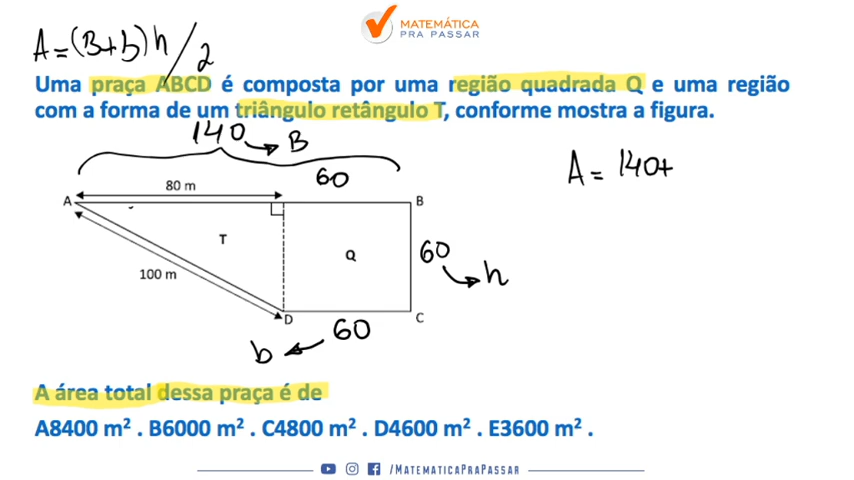 MATEMÁTICA
PRA PASSAR
A=(B+b)h/2
Uma praça ABCD é composta por uma região quadrada Q e uma região
com a forma de um triângulo retângulo T, conforme mostra a figura.
140 → B
60
A = 140+
80 m
A
B
T
Q
60
→ h
100 m
D
C
60
b ←
A área total dessa praça é de
A8400 m² . B6000 m² . C4800 m² . D4600 m² . E3600 m² .
/MATEMATICAPRAPASSAR